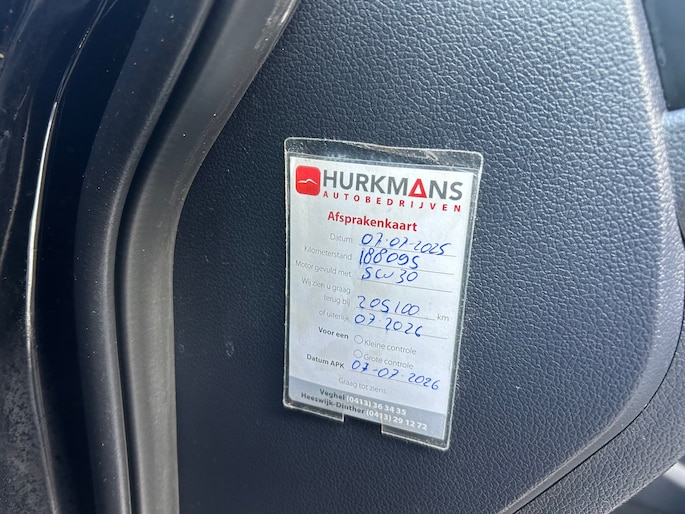 HURKMANS
AUTOBEDRIJVEN
Afsprakenkaart
Datum 07-07-2025
Kilometerstand 188095
Motor gevuld met 5W30
Wij zien u graag
terug bij 205100 km
of uiterlijk 07-2026
Voor een Kleine controle
Grote controle
Datum APK 07-07-2026
Graag tot ziens
Veghel (0413) 36 34 35
Heeswijk-Dinther (0413) 29 12 72